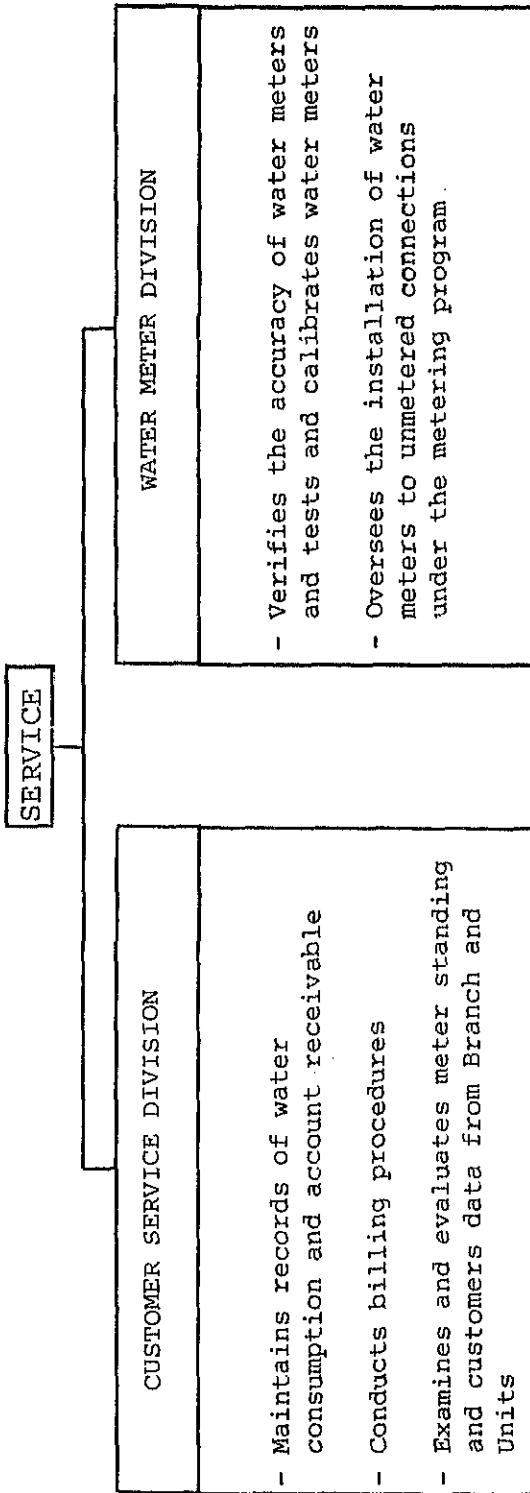 SERVICE
CUSTOMER SERVICE DIVISION
- Maintains records of water
consumption and account receivable
- Conducts billing procedures
- Examines and evaluates meter standing
and customers data from Branch and
Units
WATER METER DIVISION
- Verifies the accuracy of water meters
and tests and calibrates water meters
- Oversees the installation of water
meters to unmetered connections
under the metering program.